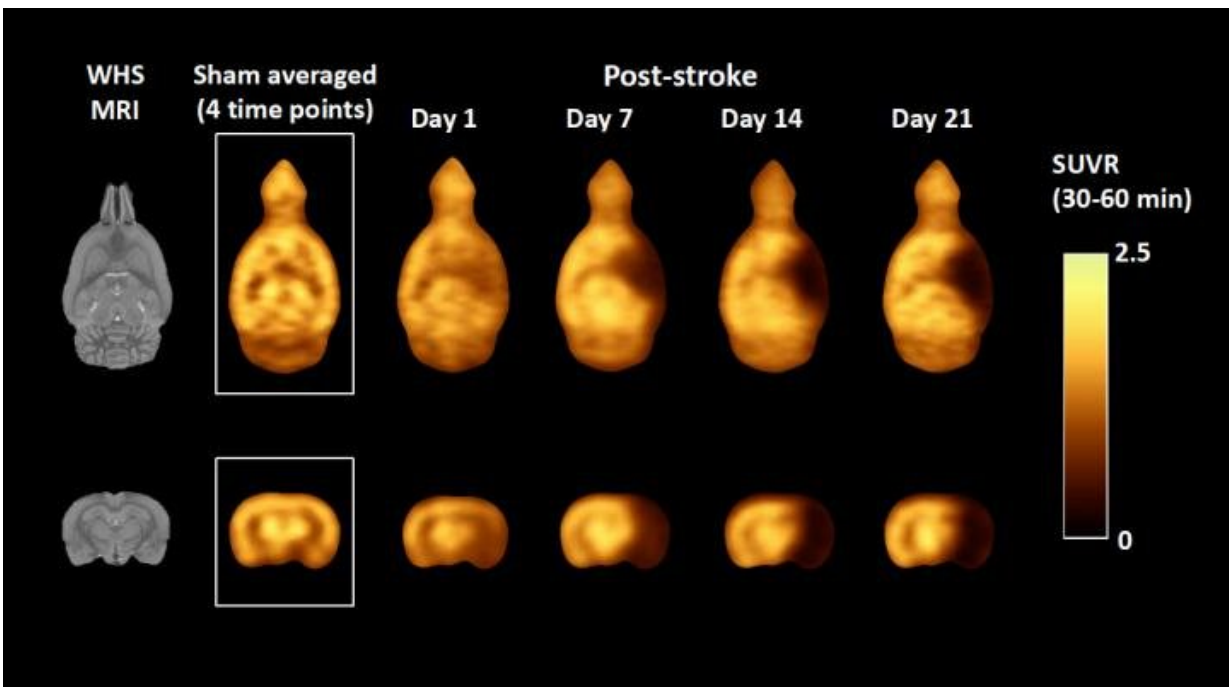 WHS
MRI
Sham averaged
(4 time points)
Post-stroke
Day 1
Day 7
Day 14
Day 21
SUVR
(30-60 min)
2.5
0